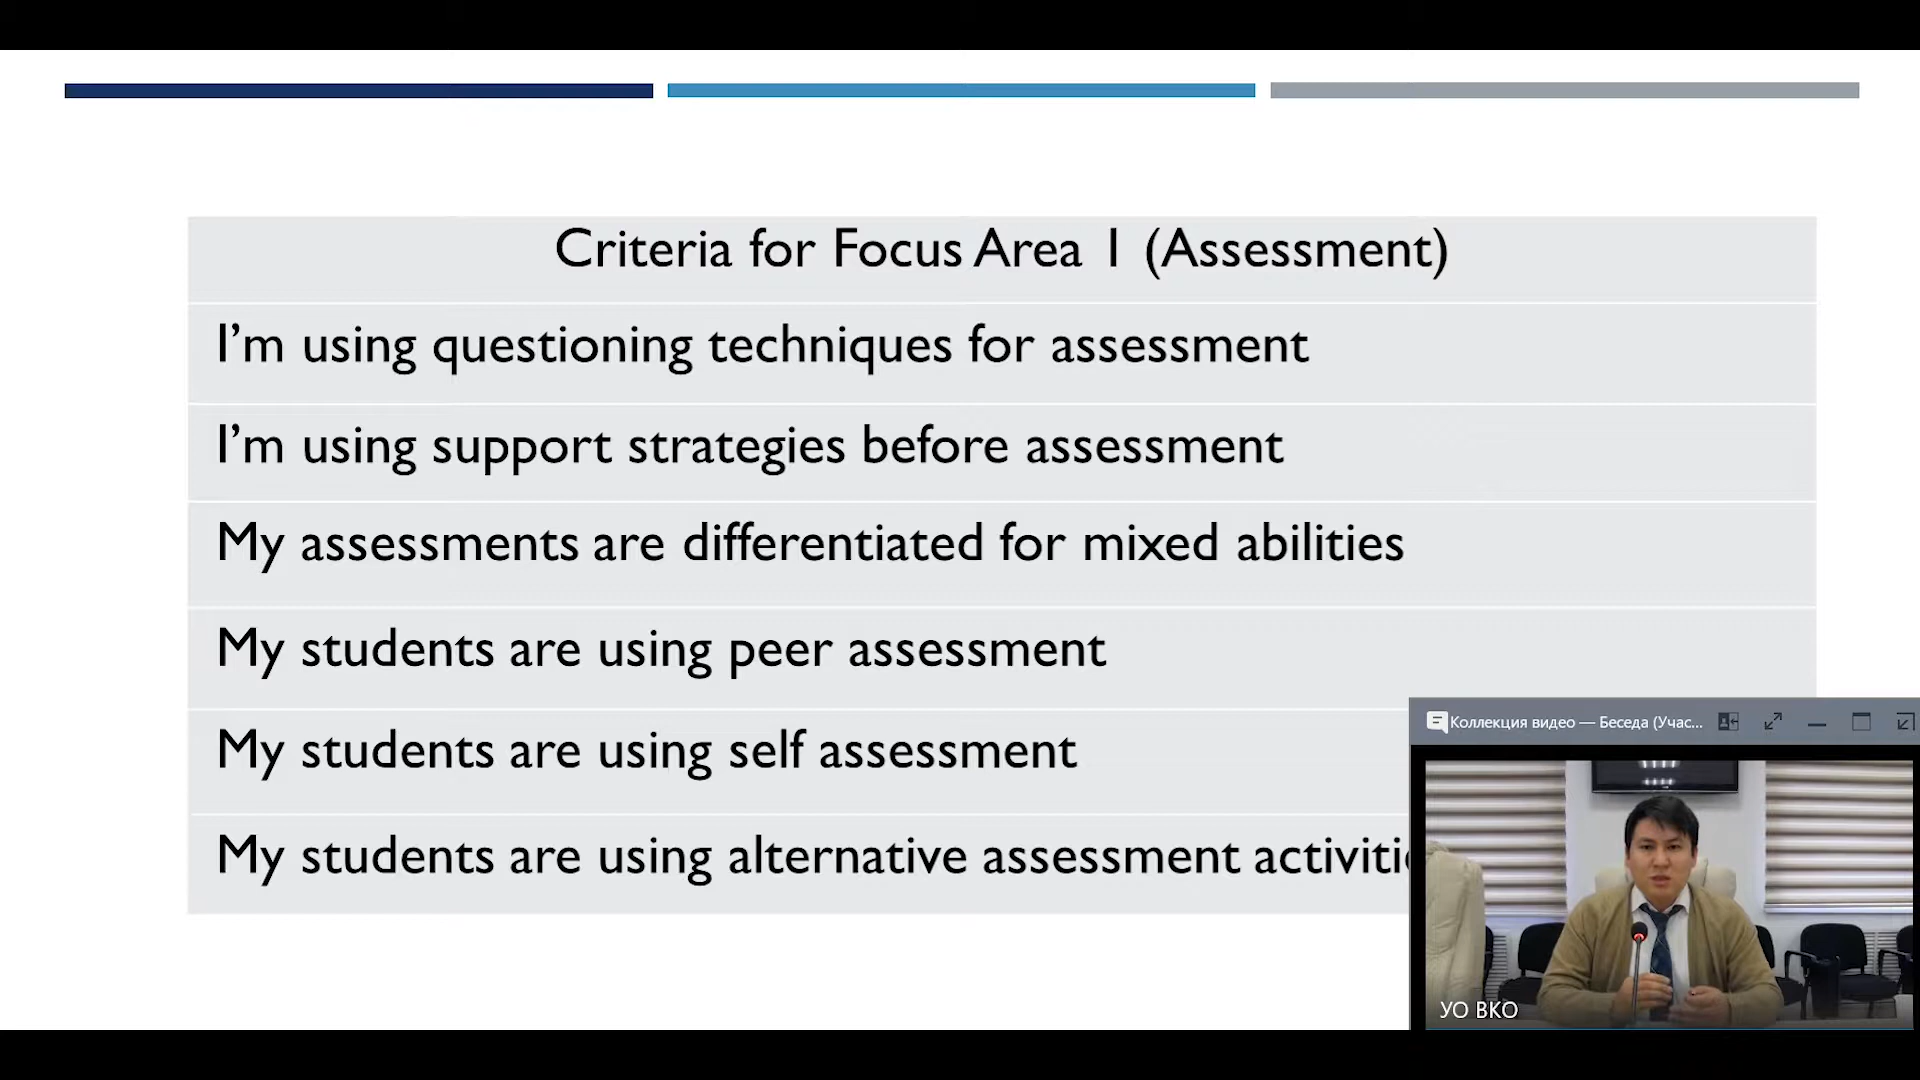 Criteria for Focus Area 1 (Assessment)
I'm using questioning techniques for assessment
I'm using support strategies before assessment
My assessments are differentiated for mixed abilities
My students are using peer assessment
My students are using self assessment
My students are using alternative assessment
Коллекция видео — Беседа (Учас...
УО ВКО